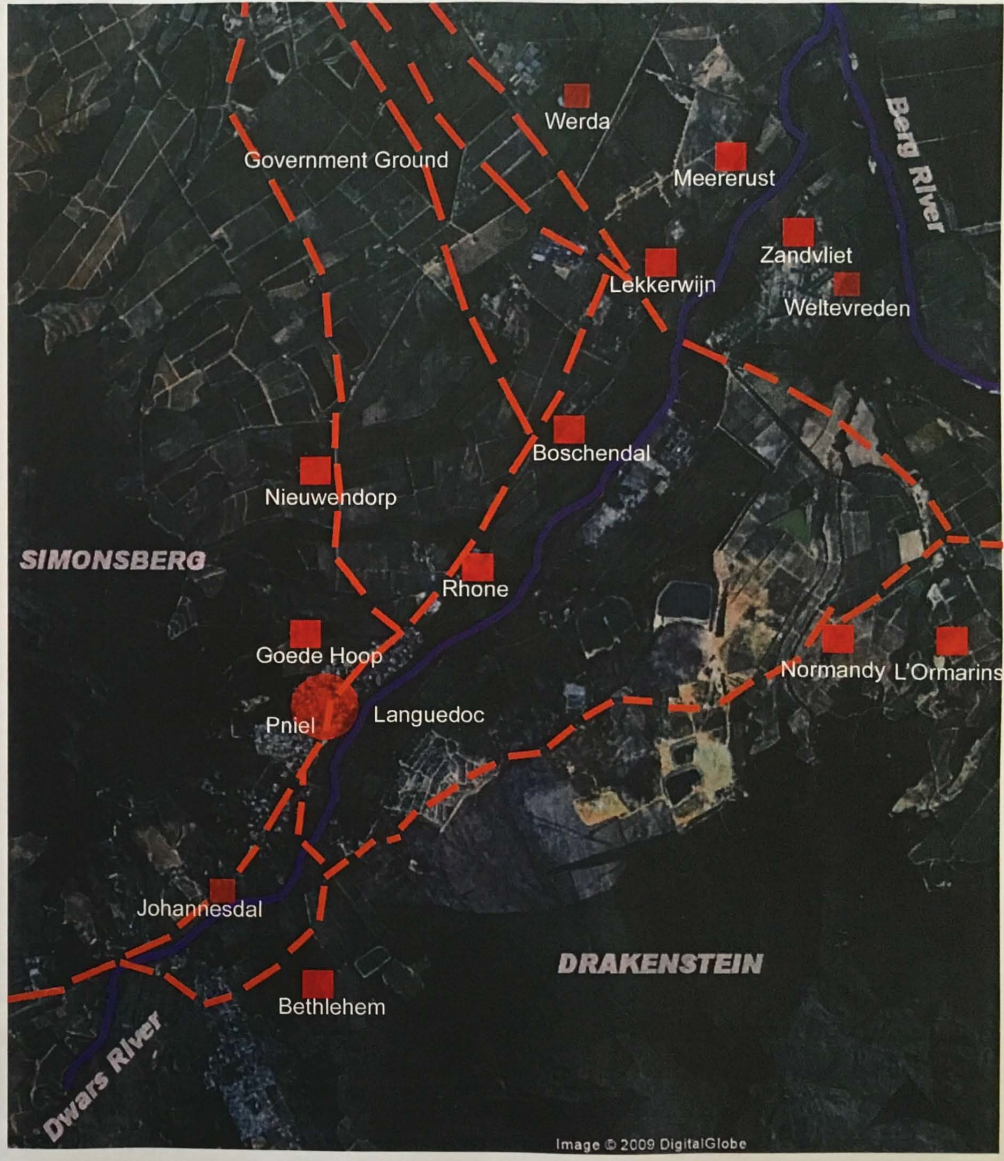 Werda
Berg River
Government Ground
Meererust
Zandvliet
Lekkerwijn
Weltevreden
Boschendal
Nieuwendorp
SIMONSBERG
Rhone
Goede Hoop
Normandy
L'Ormarins
Languedoc
Pniel
Johannesdal
DRAKENSTEIN
Bethlehem
Dwars River
Image © 2009 DigitalGlobe